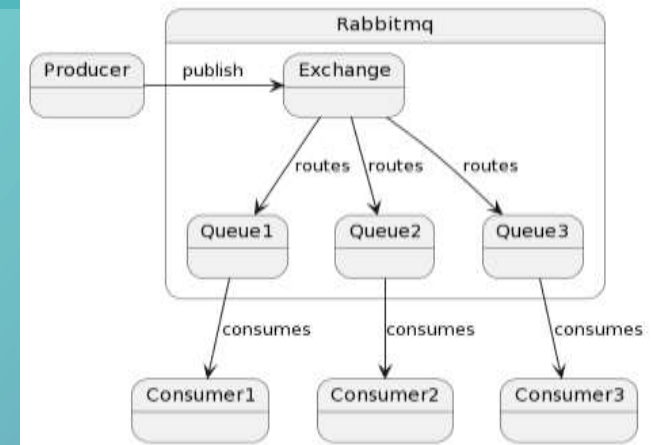 Rabbitmq
Producer
publish
Exchange
routes
routes
routes
Queue1
Queue2
Queue3
consumes
consumes
consumes
Consumer1
Consumer2
Consumer3